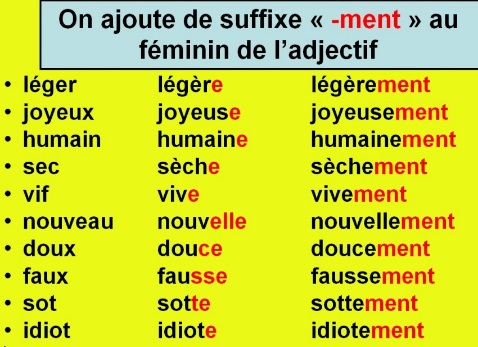 On ajoute de suffixe « -ment » au
féminin de l’adjectif
• léger légère légèrement
• joyeux joyeuse joyeusement
• humain humaine humainement
• sec sèche sèchement
• vif vive vivement
• nouveau nouvelle nouvellement
• doux douce doucement
• faux fausse faussement
• sot sotte sottement
• idiot idiote idiotement